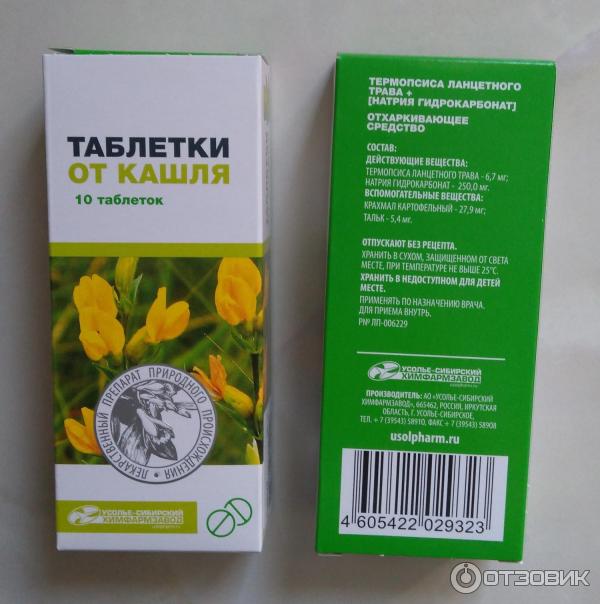 ТАБЛЕТКИ
ОТ КАШЛЯ
10 таблеток
ЛЕКАРСТВЕННЫЙ ПРЕПАРАТ ПРИРОДНОГО ПРОИСХОЖДЕНИЯ
УСОЛЬЕ-СИБИРСКИЙ
ХИМФАРМЗАВОД
usolpharm.ru
ТЕРМОПСИСА ЛАНЦЕТНОГО
ТРАВА +
[НАТРИЯ ГИДРОКАРБОНАТ]
ОТХАРКИВАЮЩЕЕ
СРЕДСТВО
СОСТАВ:
ДЕЙСТВУЮЩИЕ ВЕЩЕСТВА:
ТЕРМОПСИСА ЛАНЦЕТНОГО ТРАВА - 6,7 мг;
НАТРИЯ ГИДРОКАРБОНАТ - 250,0 мг.
ВСПОМОГАТЕЛЬНЫЕ ВЕЩЕСТВА:
КРАХМАЛ КАРТОФЕЛЬНЫЙ - 27,9 мг;
ТАЛЬК - 5,4 мг.
ОТПУСКАЮТ БЕЗ РЕЦЕПТА.
ХРАНИТЬ В СУХОМ, ЗАЩИЩЕННОМ ОТ СВЕТА
МЕСТЕ, ПРИ ТЕМПЕРАТУРЕ НЕ ВЫШЕ 25°С.
ХРАНИТЬ В НЕДОСТУПНОМ ДЛЯ ДЕТЕЙ
МЕСТЕ.
ПРИМЕНЯТЬ ПО НАЗНАЧЕНИЮ ВРАЧА.
ДЛЯ ПРИЕМА ВНУТРЬ.
Р№ ЛП-006229
УСОЛЬЕ-СИБИРСКИЙ
ХИМФАРМЗАВОД
usolpharm.ru
ПРОИЗВОДИТЕЛЬ: АО «УСОЛЬЕ-СИБИРСКИЙ
ХИМФАРМЗАВОД», 665462, РОССИЯ, ИРКУТСКАЯ
ОБЛАСТЬ, Г. УСОЛЬЕ-СИБИРСКОЕ,
ТЕЛ. + 7 (39543) 58910, ФАКС + 7 (39543) 58908
usolpharm.ru
4 605422 029323
ОТЗОВИК